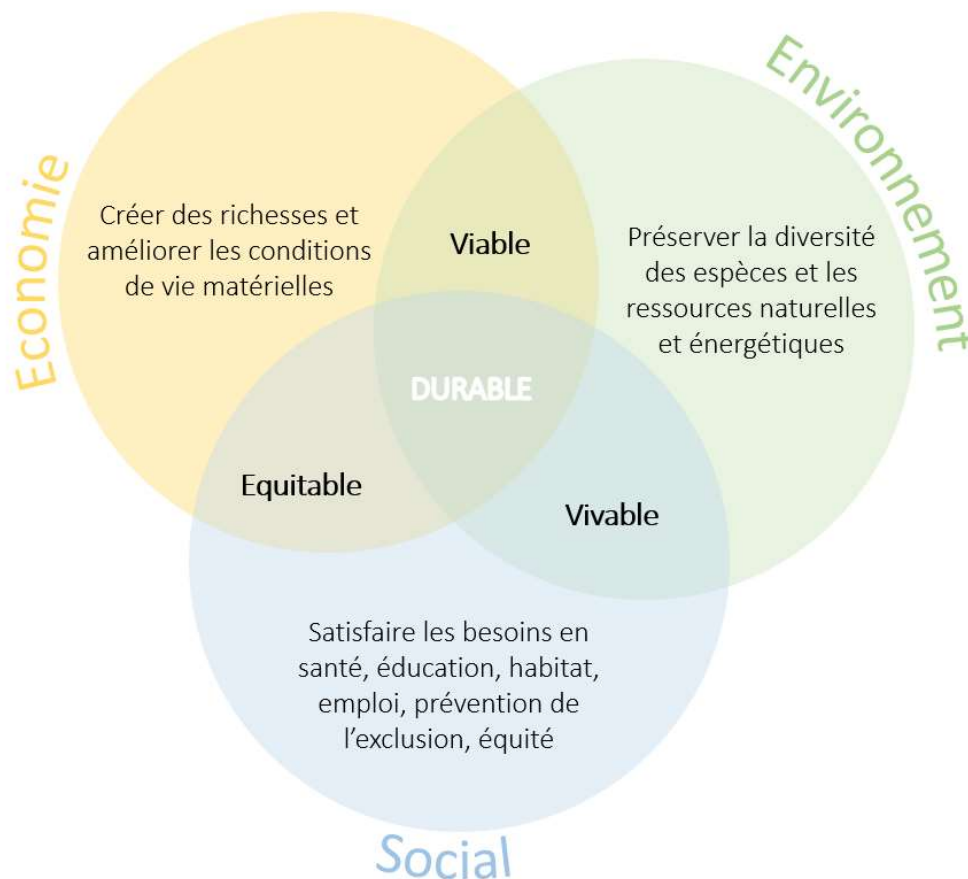 Environnement
Economie
Créer des richesses et
améliorer les conditions
de vie matérielles
Viable
Préserver la diversité
des espèces et les
ressources naturelles
et énergétiques
DURABLE
Equitable
Vivable
Satisfaire les besoins en
santé, éducation, habitat,
emploi, prévention de
l’exclusion, équité
Social